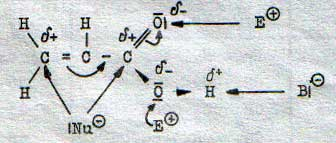 H H δ+ O| δ- E⊕
δ+ C = C - C δ-
H O H δ+ B|⊖
|Nu⊖ E⊕